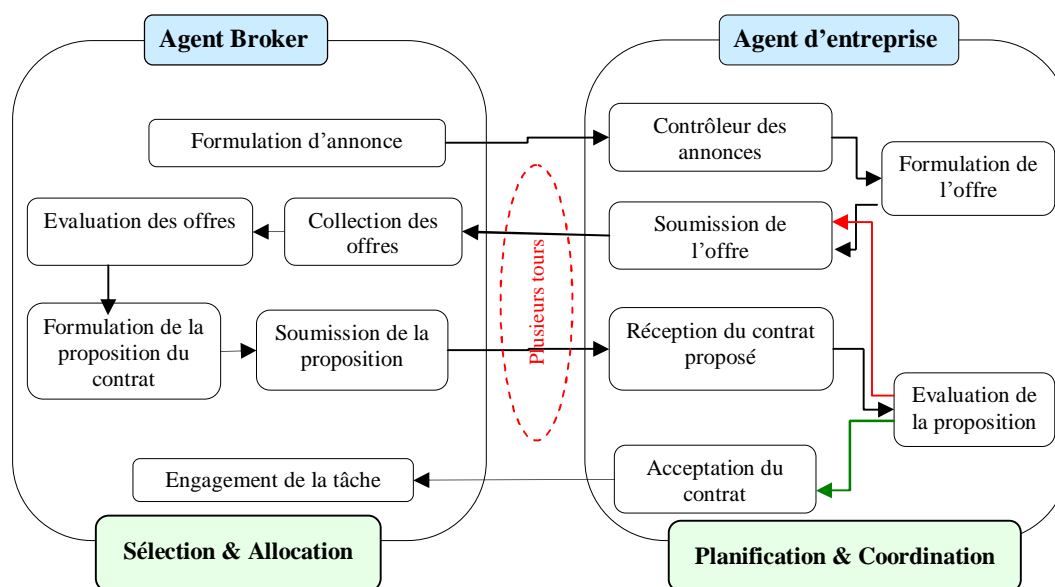 Agent Broker
Agent d'entreprise
Formulation d'annonce
Contrôleur des
annonces
Formulation de
l'offre
Evaluation des offres
Collection des
offres
Soumission de
l'offre
Plusieurs tours
Formulation de la
proposition du
contrat
Soumission de la
proposition
Réception du contrat
proposé
Evaluation de
la proposition
Engagement de la tâche
Acceptation du
contrat
Sélection & Allocation
Planification & Coordination